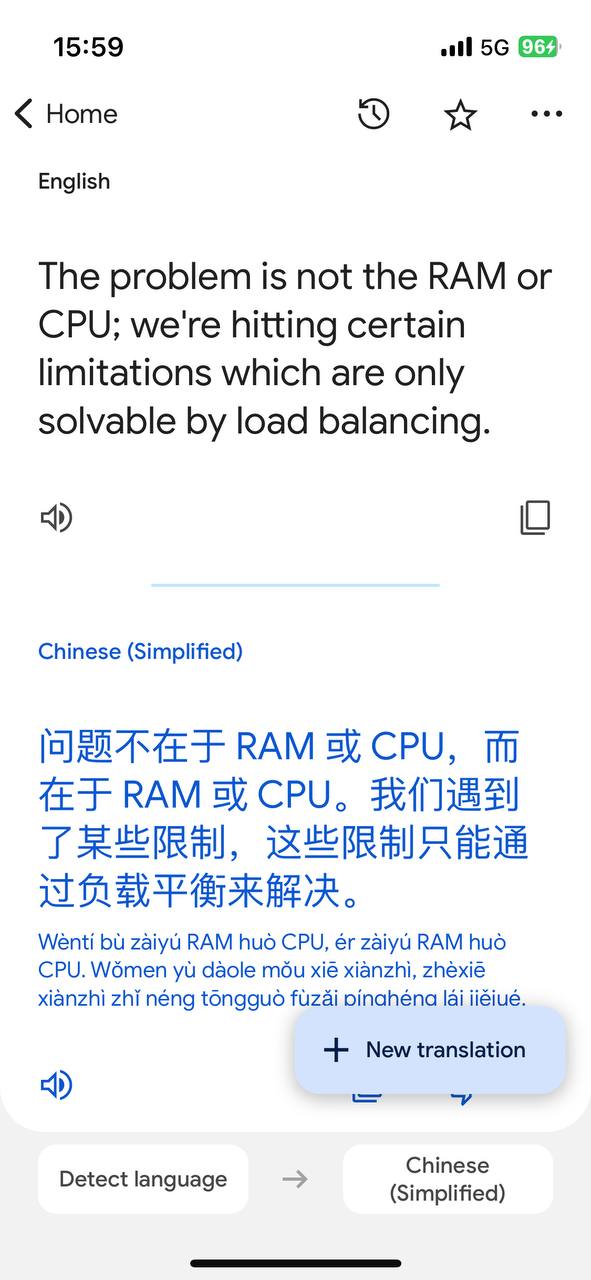 15:59
5G 96
Home
English
The problem is not the RAM or
CPU; we're hitting certain
limitations which are only
solvable by load balancing.
Chinese (Simplified)
问题不在于 RAM 或 CPU，而
在于 RAM 或 CPU。我们遇到
了某些限制，这些限制只能通
过负载平衡来解决。
Wèntí bù zàiyú RAM huò CPU, ér zàiyú RAM huò
CPU. Wǒmen yù dàole mǒu xiē xiànzhì, zhèxiē
xiànzhì zhǐ néng tōngguò fùzǎi pínghéng lái jiějué.
New translation
Detect language
Chinese
(Simplified)